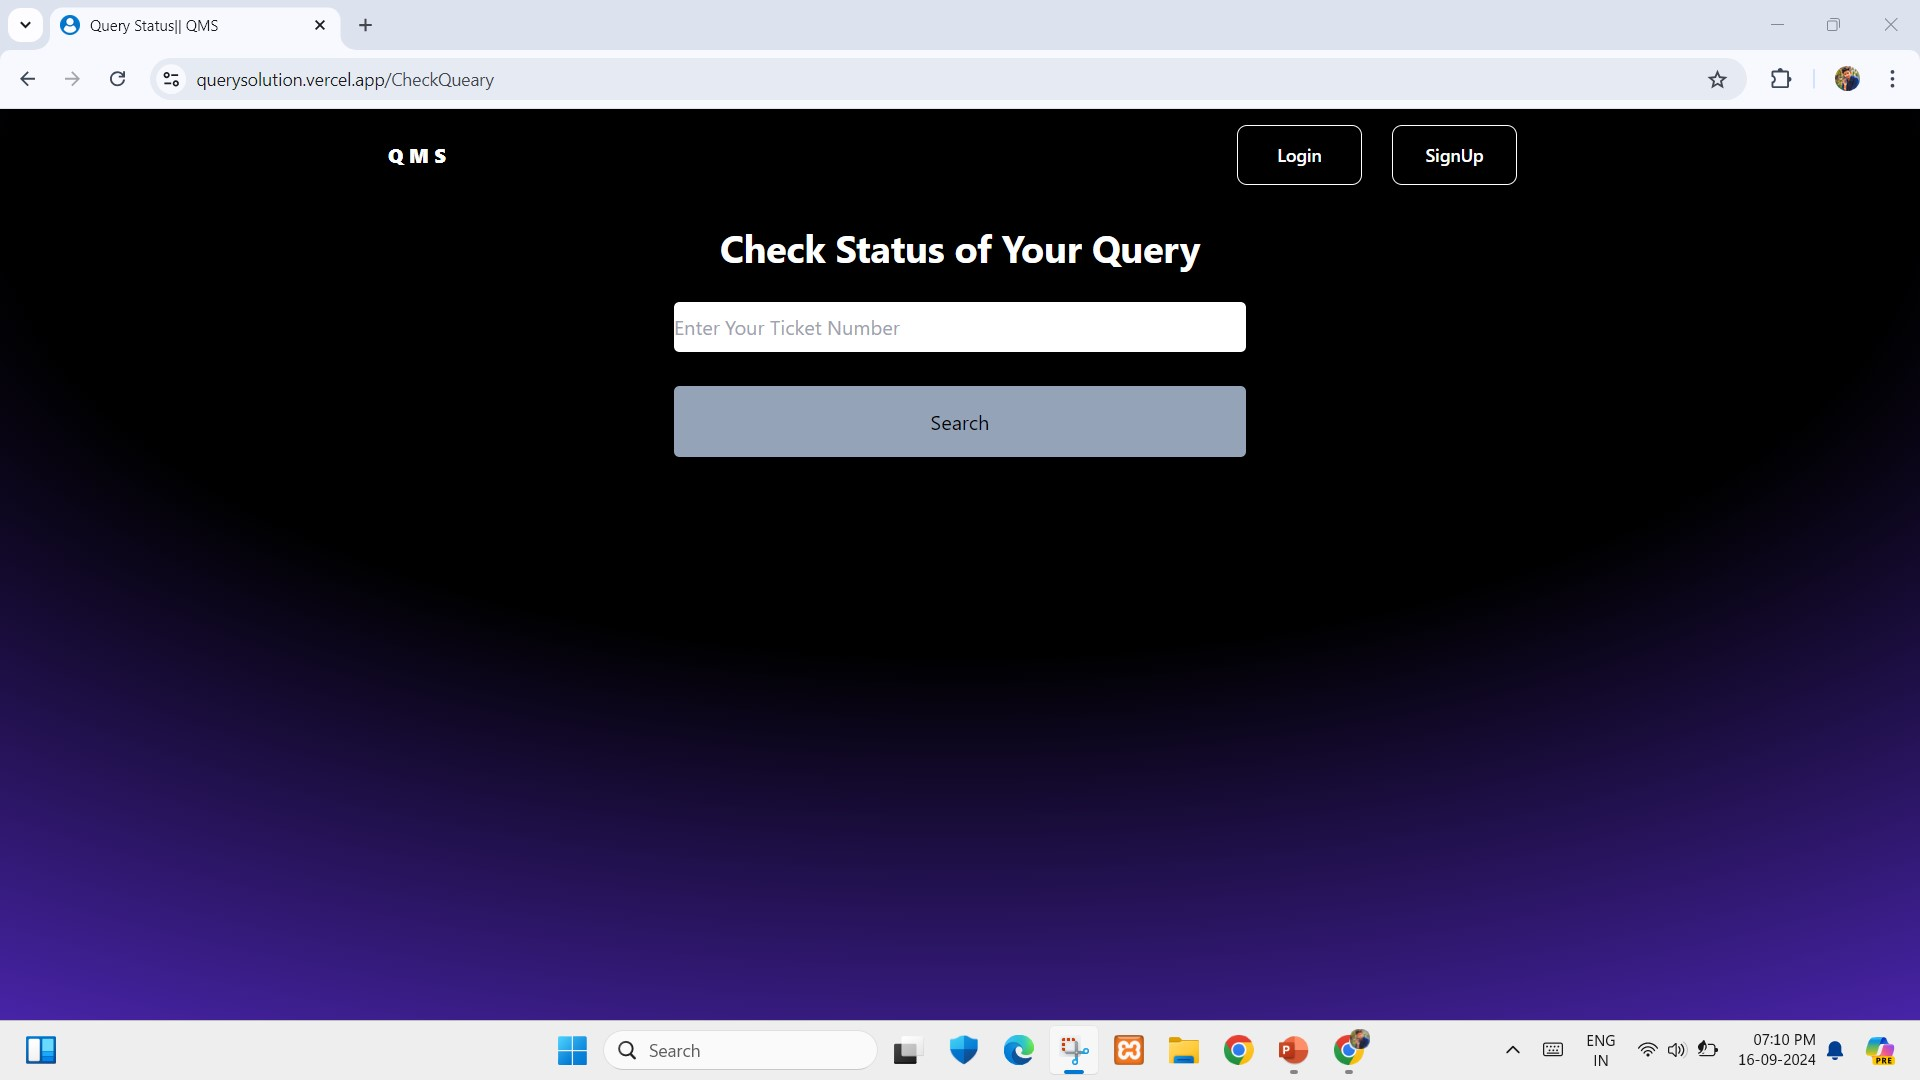 Query Status|| QMS
querysolution.vercel.app/CheckQueary
QMS
Login
SignUp
Check Status of Your Query
Enter Your Ticket Number
Search
Search
ENG
IN
07:10 PM
16-09-2024
PRE